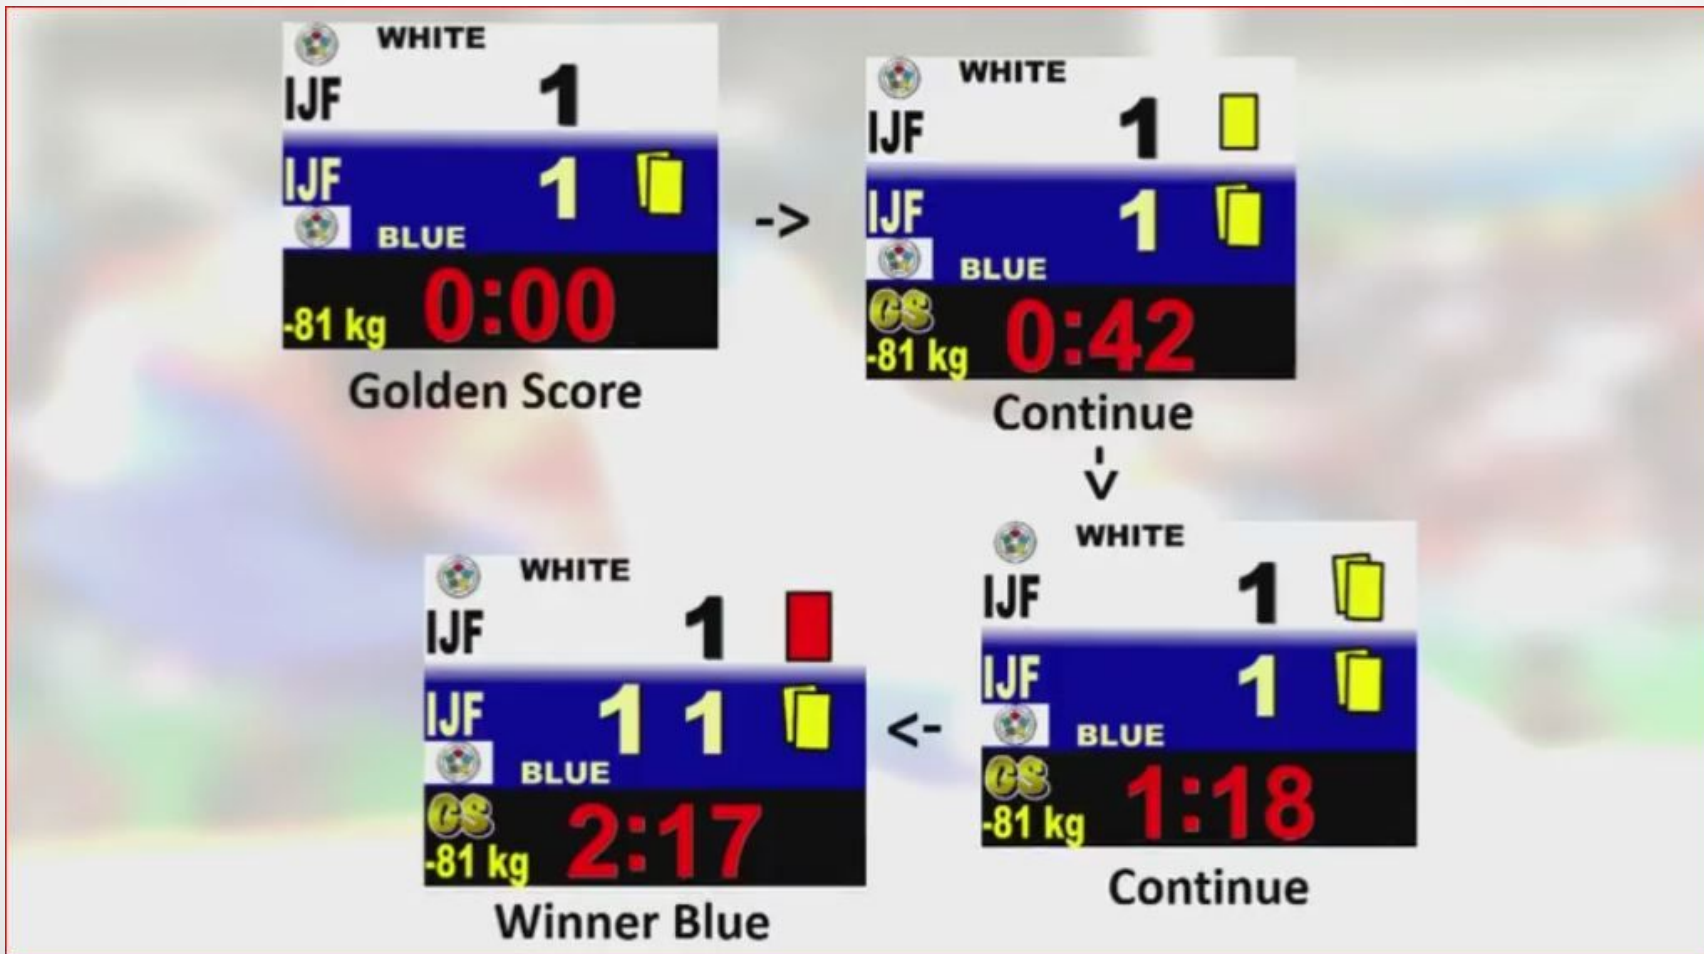 WHITE
IJF 1
IJF 1
BLUE
-81 kg 0:00
Golden Score
->
WHITE
IJF 1
IJF 1
BLUE
GS
-81 kg 0:42
Continue
->
WHITE
IJF 1
IJF 1
BLUE
GS
-81 kg 1:18
Continue
<-
WHITE
IJF 1
IJF 1 1
BLUE
GS
-81 kg 2:17
Winner Blue